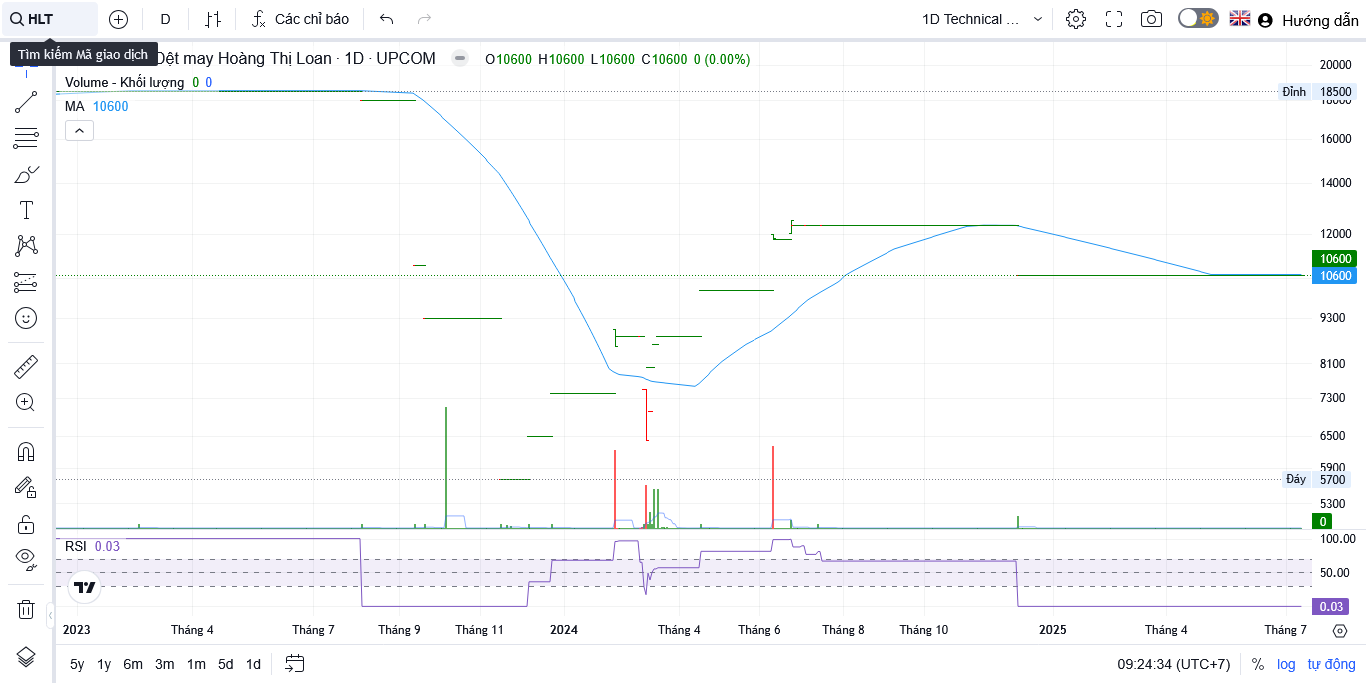 HLT
D
Các chỉ báo
1D Technical ...
Hướng dẫn
Tìm kiếm Mã giao dịch
Dệt may Hoàng Thị Loan · 1D · UPCOM
O10600 H10600 L10600 C10600 0 (0.00%)
Volume - Khối lượng 0 0
MA 10600
20000
Đỉnh 18500
18000
16000
14000
12000
10600
10600
9300
8100
7300
6500
5900
Đáy 5700
5300
0
RSI 0.03
100.00
50.00
0.03
2023 Tháng 4 Tháng 7 Tháng 9 Tháng 11 2024 Tháng 4 Tháng 6 Tháng 8 Tháng 10 2025 Tháng 4 Tháng 7
5y 1y 6m 3m 1m 5d 1d
09:24:34 (UTC+7) % log tự động